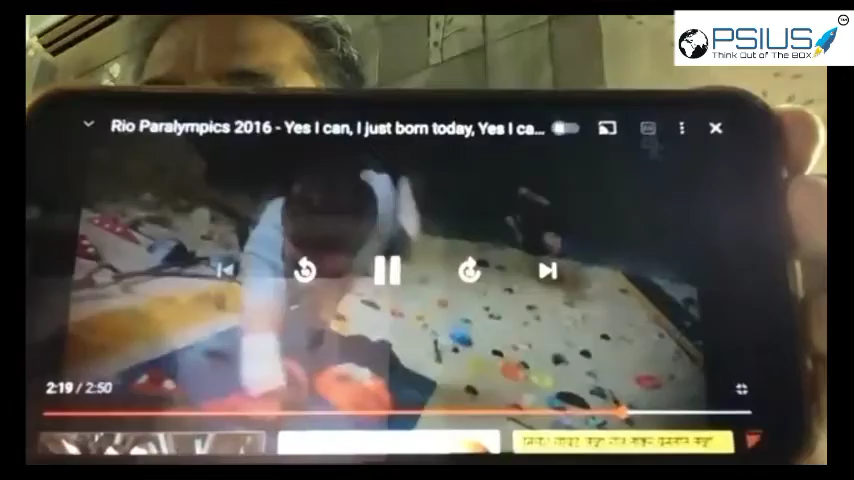 PSIUS
TM
Think Out of The BOX
Rio Paralympics 2016 - Yes I can, I just born today, Yes I ca...
2:19 / 2:50